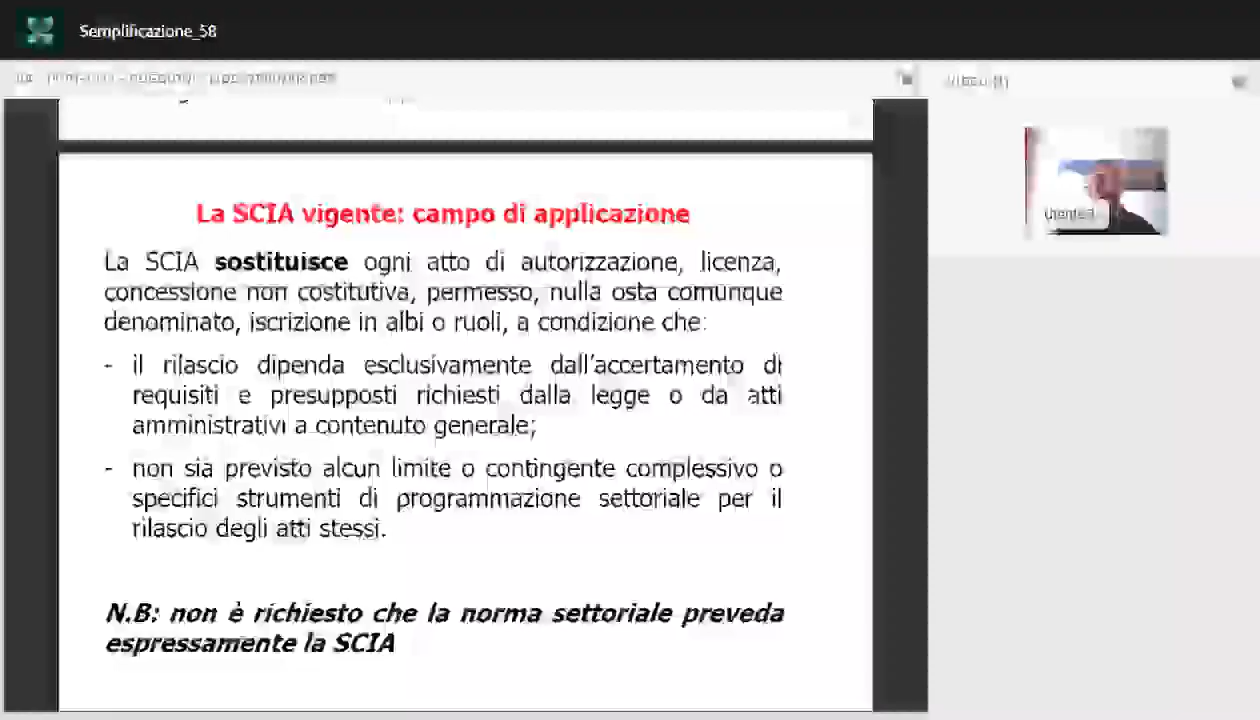 Semplificazione_58
La SCIA vigente: campo di applicazione
La SCIA sostituisce ogni atto di autorizzazione, licenza,
concessione non costitutiva, permesso, nulla osta comunque
denominato, iscrizione in albi o ruoli, a condizione che:
- il rilascio dipenda esclusivamente dall'accertamento di
requisiti e presupposti richiesti dalla legge o da atti
amministrativi a contenuto generale;
- non sia previsto alcun limite o contingente complessivo o
specifici strumenti di programmazione settoriale per il
rilascio degli atti stessi.
N.B: non è richiesto che la norma settoriale preveda
espressamente la SCIA